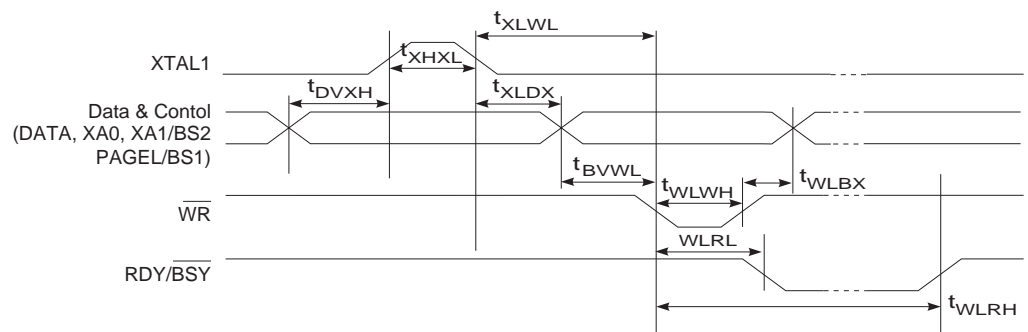 tXLWL
XTAL1
tXHXL
tDVXH
tXLDX
Data & Contol
(DATA, XA0, XA1/BS2
PAGEL/BS1)
tBVWL
tWLWH
tWLBX
WR
WLRL
RDY/BSY
tWLRH